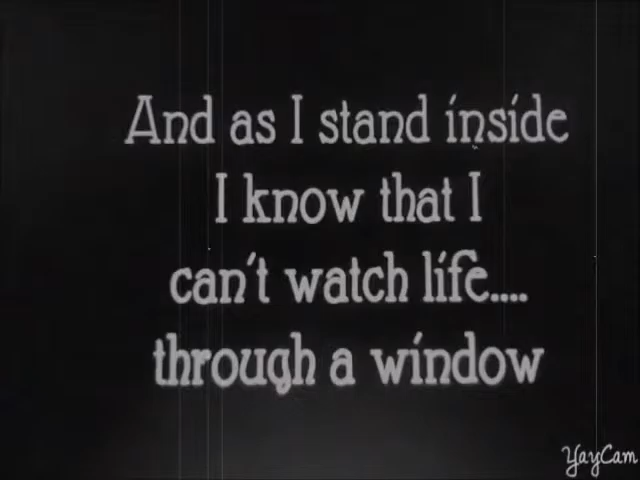 And as I stand inside
I know that I
can't watch life....
through a window
YayCam